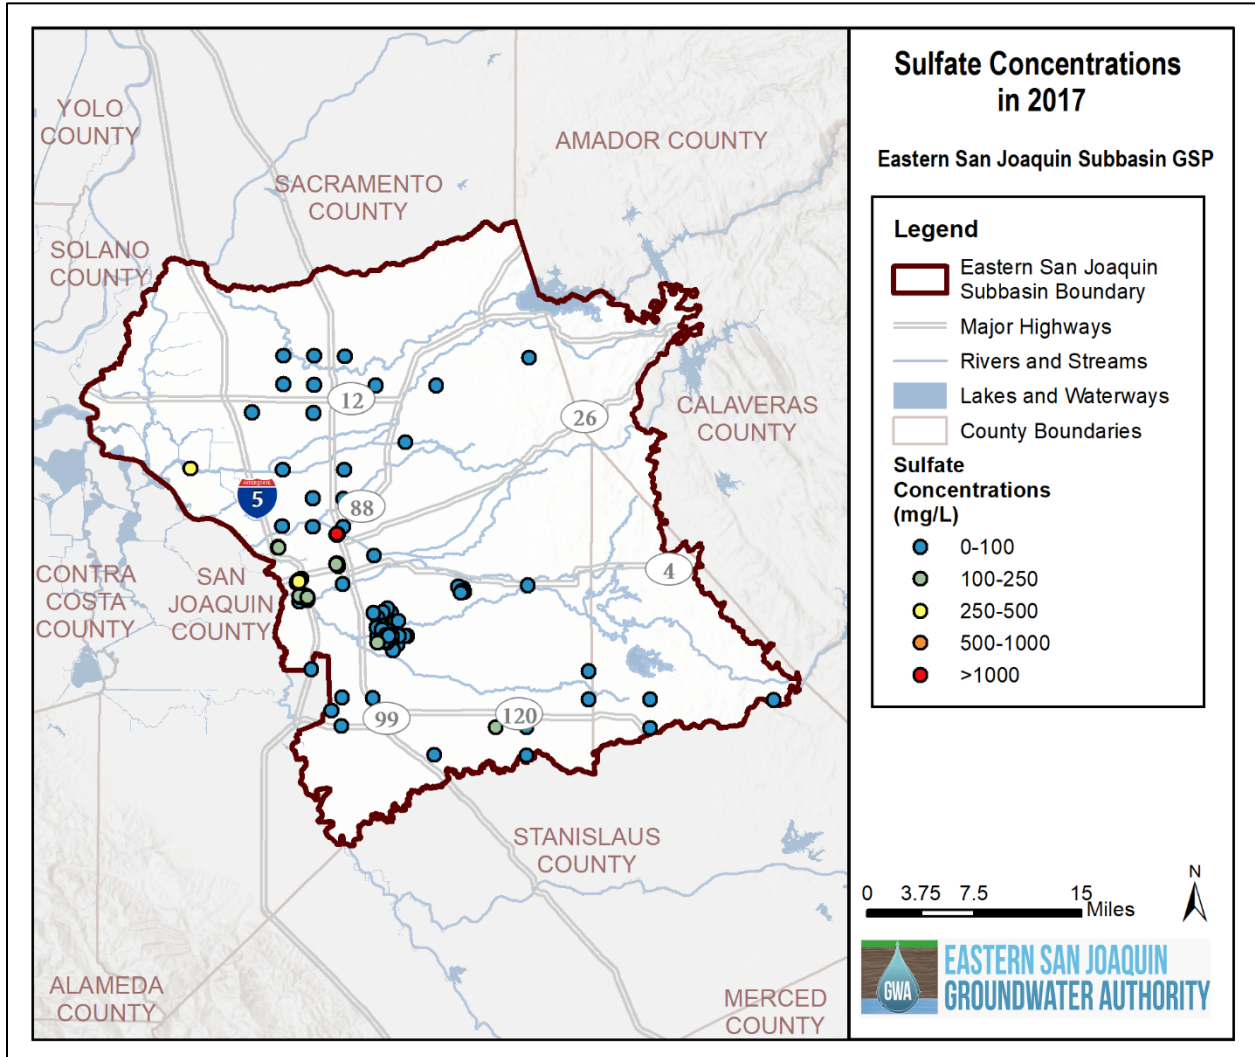 Sulfate Concentrations
in 2017
Eastern San Joaquin Subbasin GSP
Legend
Eastern San Joaquin
Subbasin Boundary
Major Highways
Rivers and Streams
Lakes and Waterways
County Boundaries
Sulfate
Concentrations
(mg/L)
0-100
100-250
250-500
500-1000
>1000
N
0 3.75 7.5 15
Miles
GWA
EASTERN SAN JOAQUIN
GROUNDWATER AUTHORITY
YOLO
COUNTY
AMADOR COUNTY
SACRAMENTO
COUNTY
SOLANO
COUNTY
12
26
CALAVERAS
COUNTY
INTERSTATE
5
88
4
CONTRA
COSTA
COUNTY
SAN
JOAQUIN
COUNTY
99
120
STANISLAUS
COUNTY
ALAMEDA
COUNTY
MERCED
COUNTY